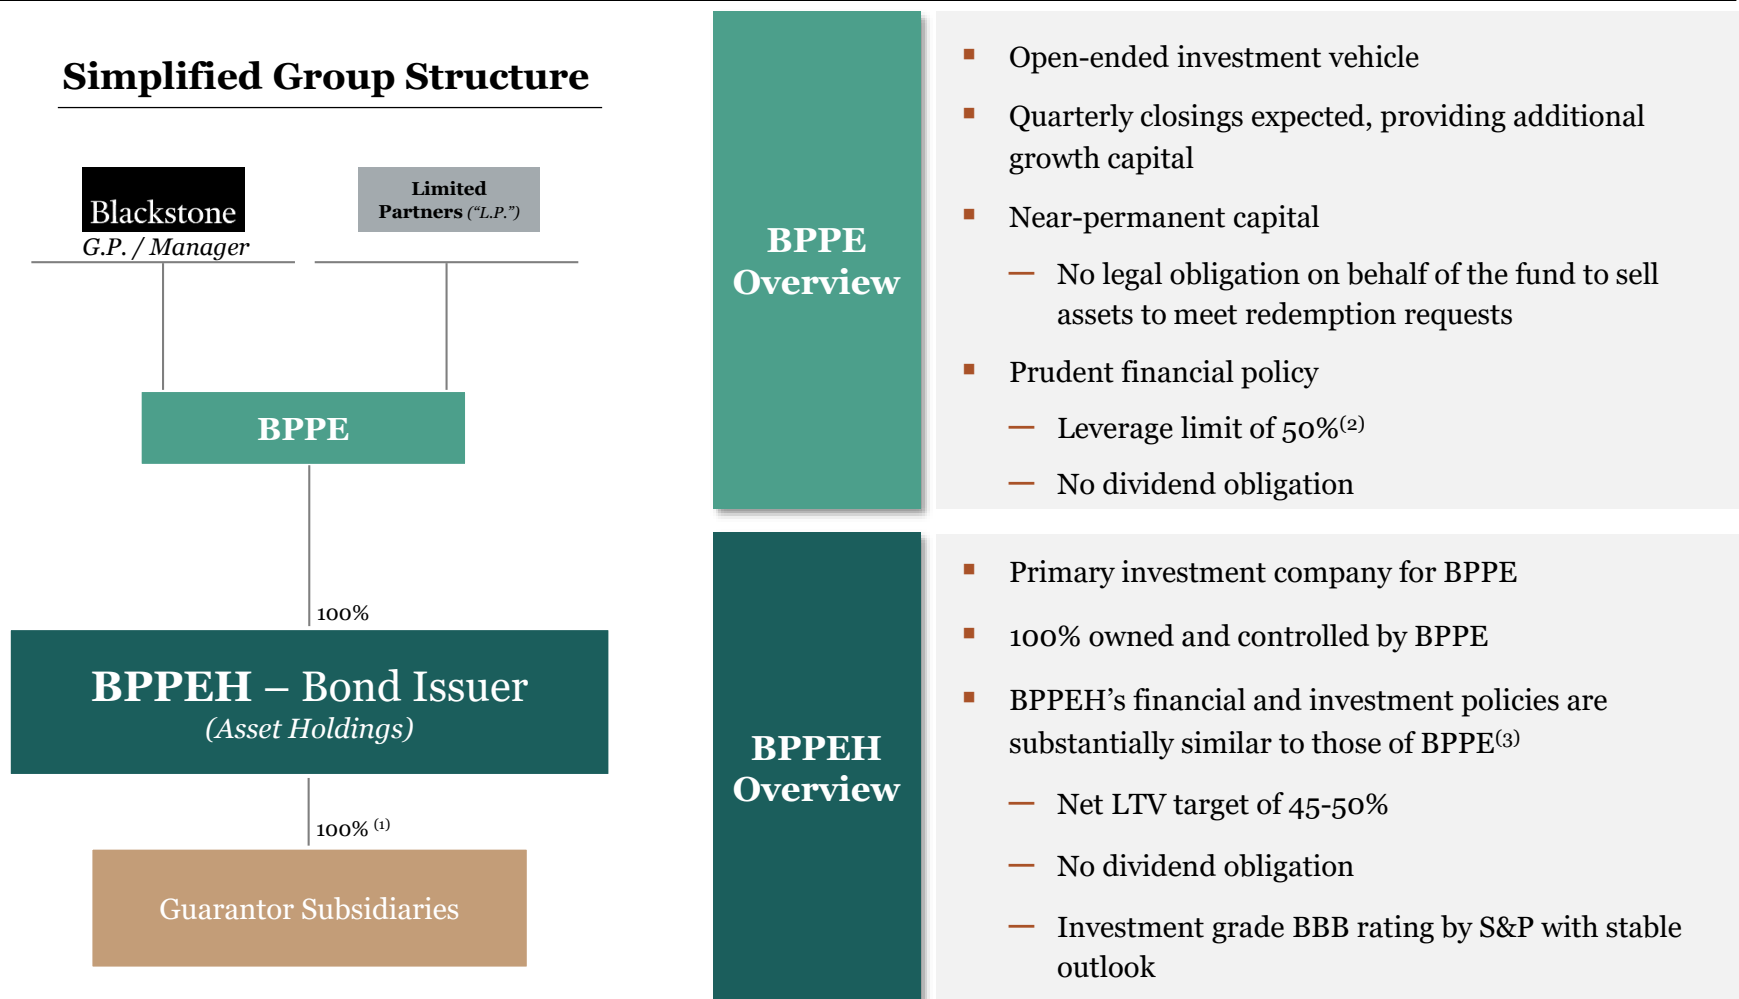 Simplified Group Structure
Blackstone
G.P. / Manager
Limited
Partners (“L.P.”)
BPPE
100%
BPPEH – Bond Issuer
(Asset Holdings)
100% (1)
Guarantor Subsidiaries
BPPE
Overview
▪ Open-ended investment vehicle
▪ Quarterly closings expected, providing additional
growth capital
▪ Near-permanent capital
— No legal obligation on behalf of the fund to sell
assets to meet redemption requests
▪ Prudent financial policy
— Leverage limit of 50%(2)
— No dividend obligation
BPPEH
Overview
▪ Primary investment company for BPPE
▪ 100% owned and controlled by BPPE
▪ BPPEH’s financial and investment policies are
substantially similar to those of BPPE(3)
— Net LTV target of 45-50%
— No dividend obligation
— Investment grade BBB rating by S&P with stable
outlook